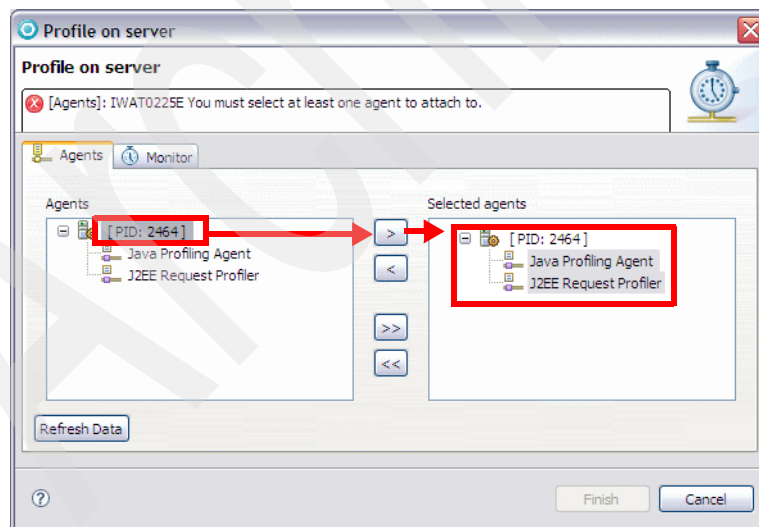 Profile on server
Profile on server
[Agents]: IWAT0225E You must select at least one agent to attach to.
Agents
Monitor
Agents
[ PID: 2464 ]
Java Profiling Agent
J2EE Request Profiler
>
<
>>
<<
Selected agents
[ PID: 2464 ]
Java Profiling Agent
J2EE Request Profiler
Refresh Data
?
Finish
Cancel